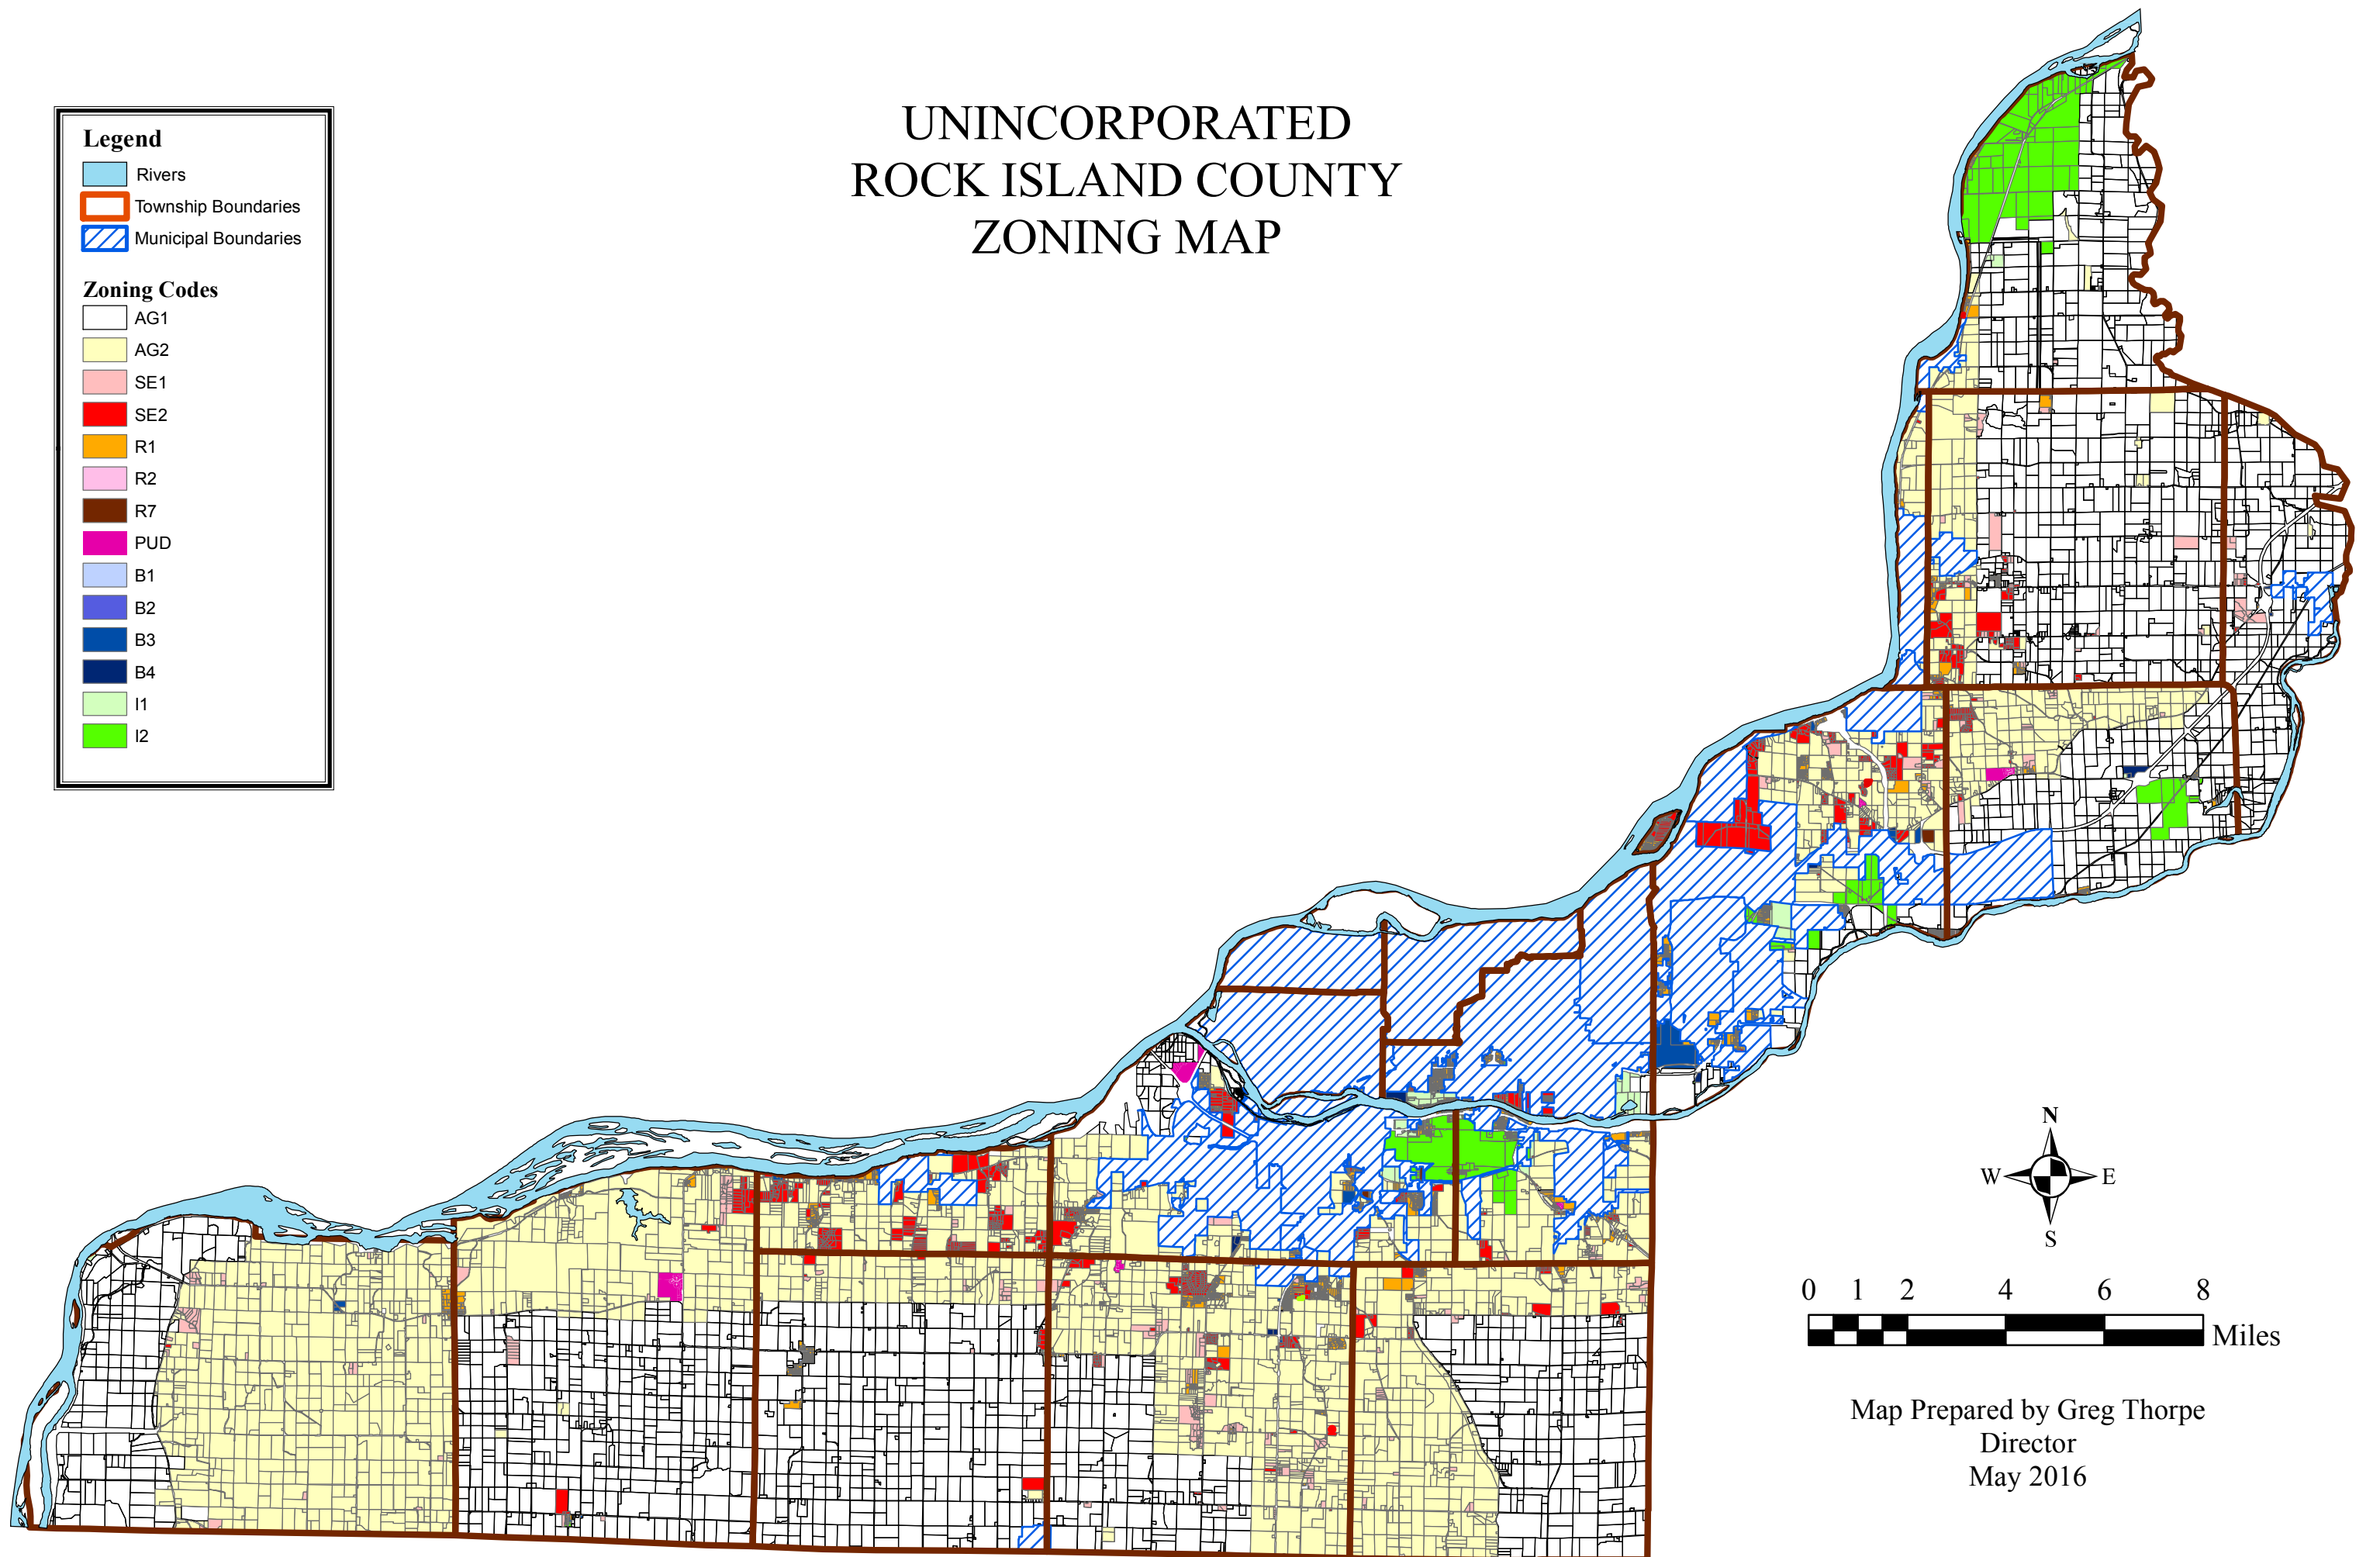 UNINCORPORATED
ROCK ISLAND COUNTY
ZONING MAP
Legend
Rivers
Township Boundaries
Municipal Boundaries
Zoning Codes
AG1
AG2
SE1
SE2
R1
R2
R7
PUD
B1
B2
B3
B4
I1
I2
N
W E
S
0 1 2 4 6 8
Miles
Map Prepared by Greg Thorpe
Director
May 2016